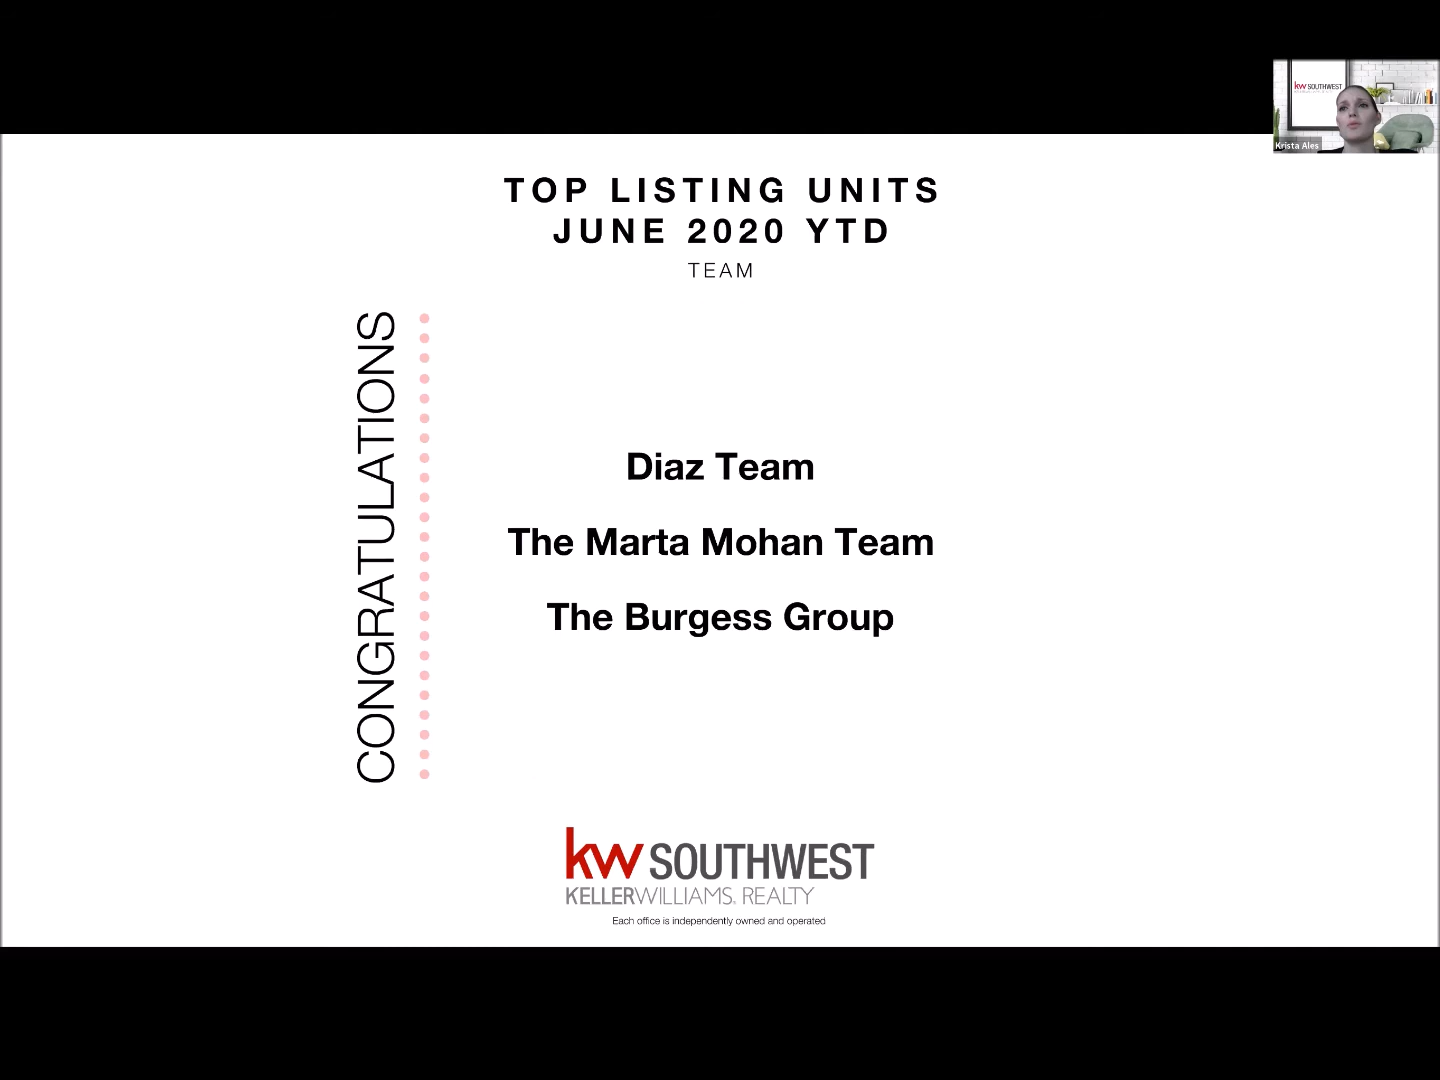 kw SOUTHWEST
Krista Ales
TOP LISTING UNITS
JUNE 2020 YTD
TEAM
CONGRATULATIONS
Diaz Team
The Marta Mohan Team
The Burgess Group
kw SOUTHWEST
KELLERWILLIAMS. REALTY
Each office is independently owned and operated